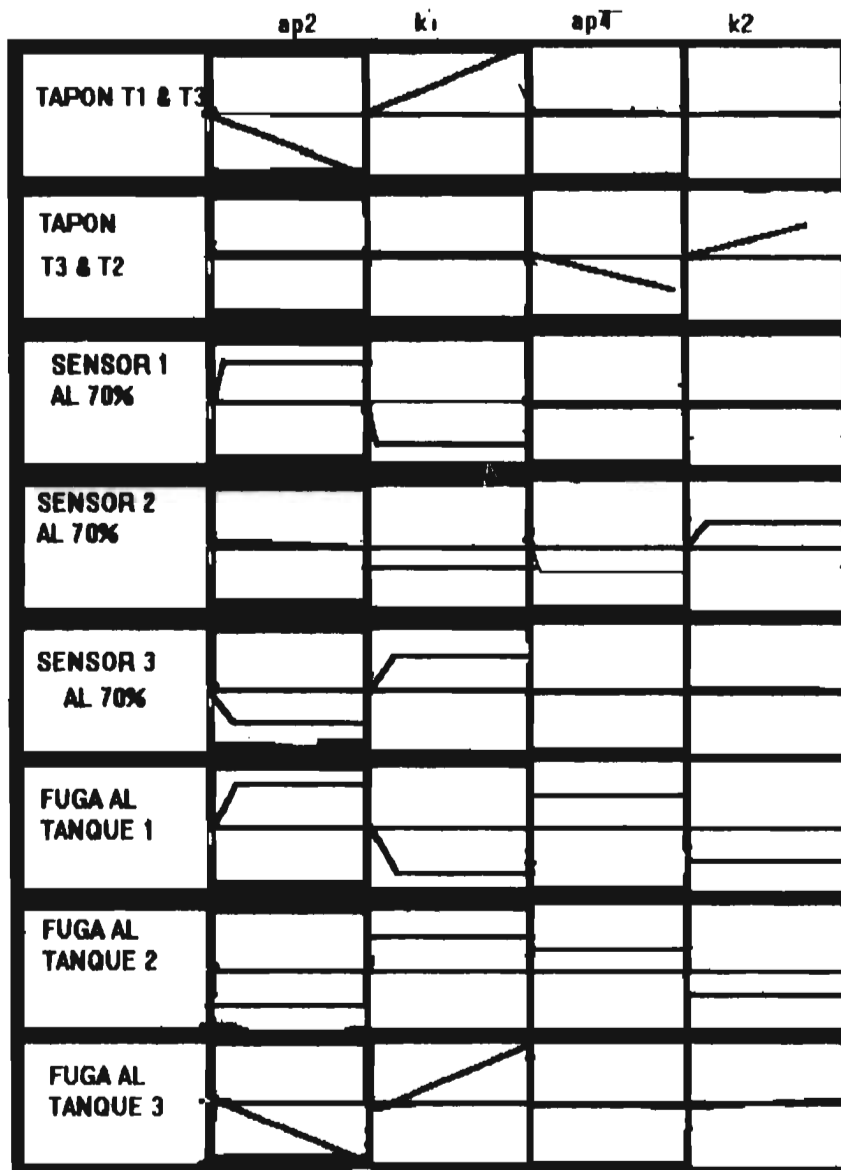 ap2 k1 ap4 k2
TAPON T1 & T3
TAPON
T3 & T2
SENSOR 1
AL 70%
SENSOR 2
AL 70%
SENSOR 3
AL 70%
FUGA AL
TANQUE 1
FUGA AL
TANQUE 2
FUGA AL
TANQUE 3